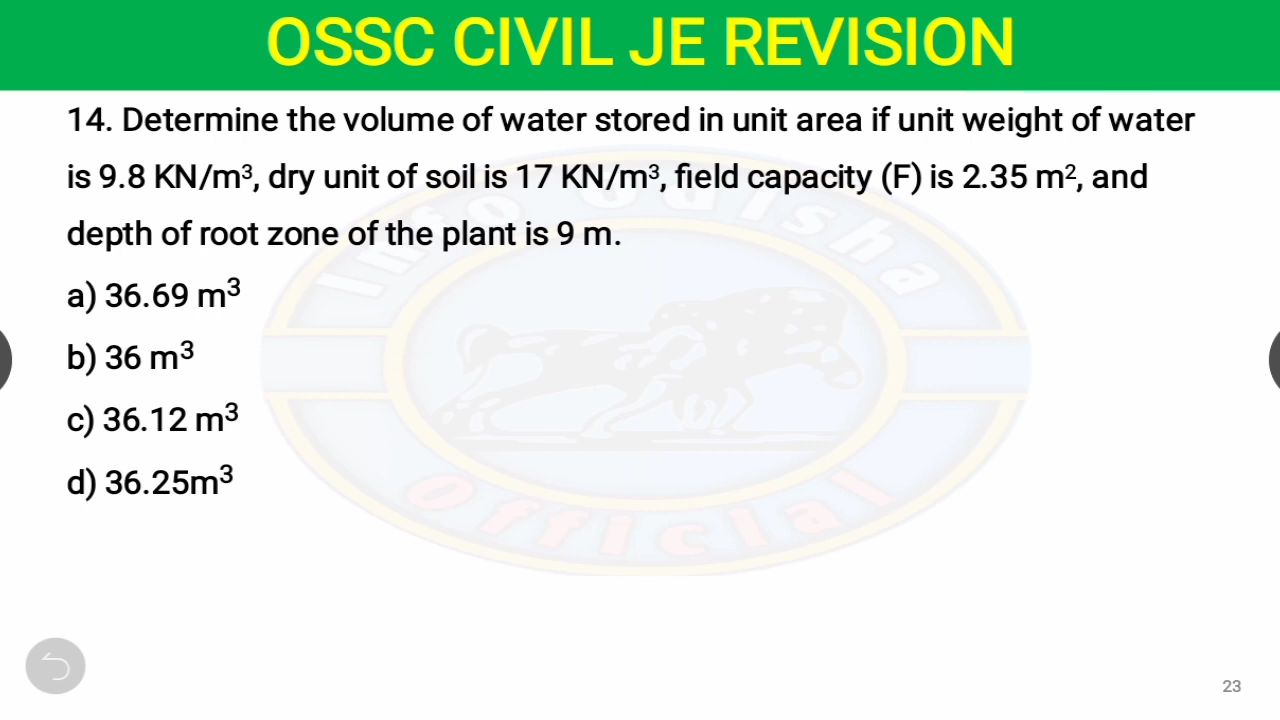 OSSC CIVIL JE REVISION
14. Determine the volume of water stored in unit area if unit weight of water
is 9.8 KN/m³, dry unit of soil is 17 KN/m³, field capacity (F) is 2.35 m², and
depth of root zone of the plant is 9 m.
a) 36.69 m³
b) 36 m³
c) 36.12 m³
d) 36.25m³
Info Odisha
Official
23